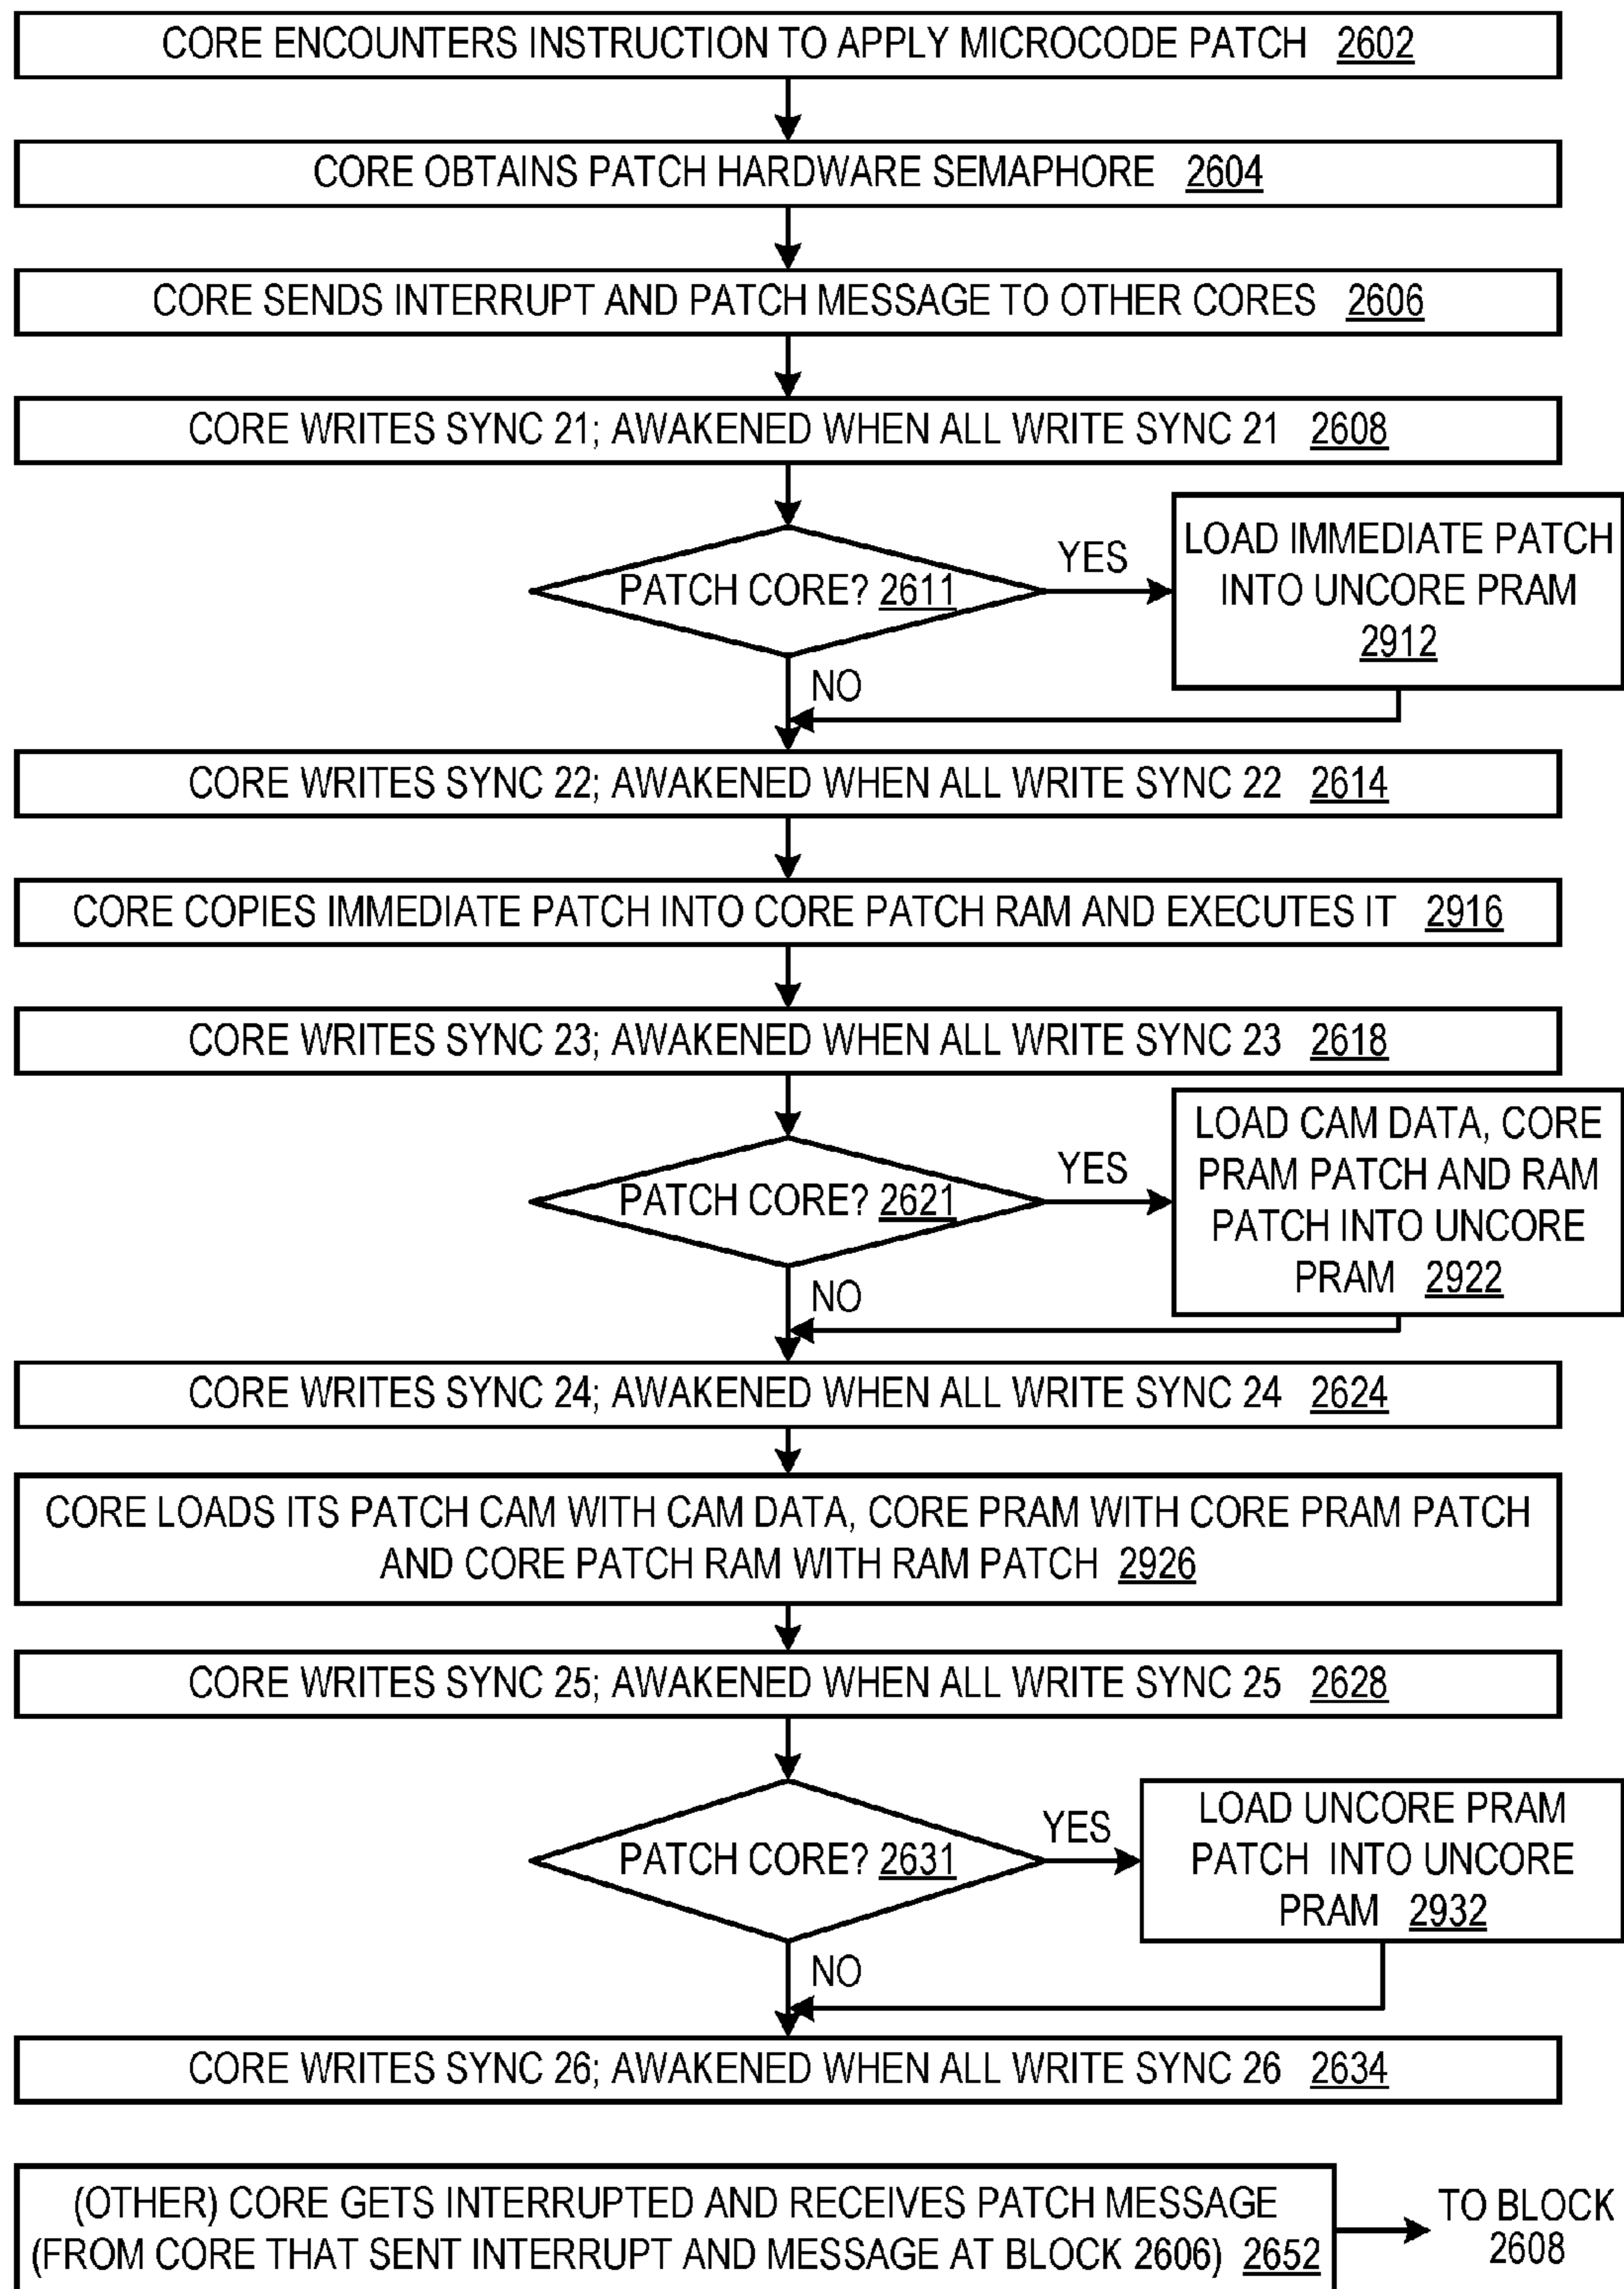 CORE ENCOUNTERS INSTRUCTION TO APPLY MICROCODE PATCH 2602
CORE OBTAINS PATCH HARDWARE SEMAPHORE 2604
CORE SENDS INTERRUPT AND PATCH MESSAGE TO OTHER CORES 2606
CORE WRITES SYNC 21; AWAKENED WHEN ALL WRITE SYNC 21 2608
PATCH CORE? 2611
YES
LOAD IMMEDIATE PATCH
INTO UNCORE PRAM
2912
NO
CORE WRITES SYNC 22; AWAKENED WHEN ALL WRITE SYNC 22 2614
CORE COPIES IMMEDIATE PATCH INTO CORE PATCH RAM AND EXECUTES IT 2916
CORE WRITES SYNC 23; AWAKENED WHEN ALL WRITE SYNC 23 2618
PATCH CORE? 2621
YES
LOAD CAM DATA, CORE
PRAM PATCH AND RAM
PATCH INTO UNCORE
PRAM 2922
NO
CORE WRITES SYNC 24; AWAKENED WHEN ALL WRITE SYNC 24 2624
CORE LOADS ITS PATCH CAM WITH CAM DATA, CORE PRAM WITH CORE PRAM PATCH
AND CORE PATCH RAM WITH RAM PATCH 2926
CORE WRITES SYNC 25; AWAKENED WHEN ALL WRITE SYNC 25 2628
PATCH CORE? 2631
YES
LOAD UNCORE PRAM
PATCH INTO UNCORE
PRAM 2932
NO
CORE WRITES SYNC 26; AWAKENED WHEN ALL WRITE SYNC 26 2634
(OTHER) CORE GETS INTERRUPTED AND RECEIVES PATCH MESSAGE
(FROM CORE THAT SENT INTERRUPT AND MESSAGE AT BLOCK 2606) 2652
TO BLOCK
2608